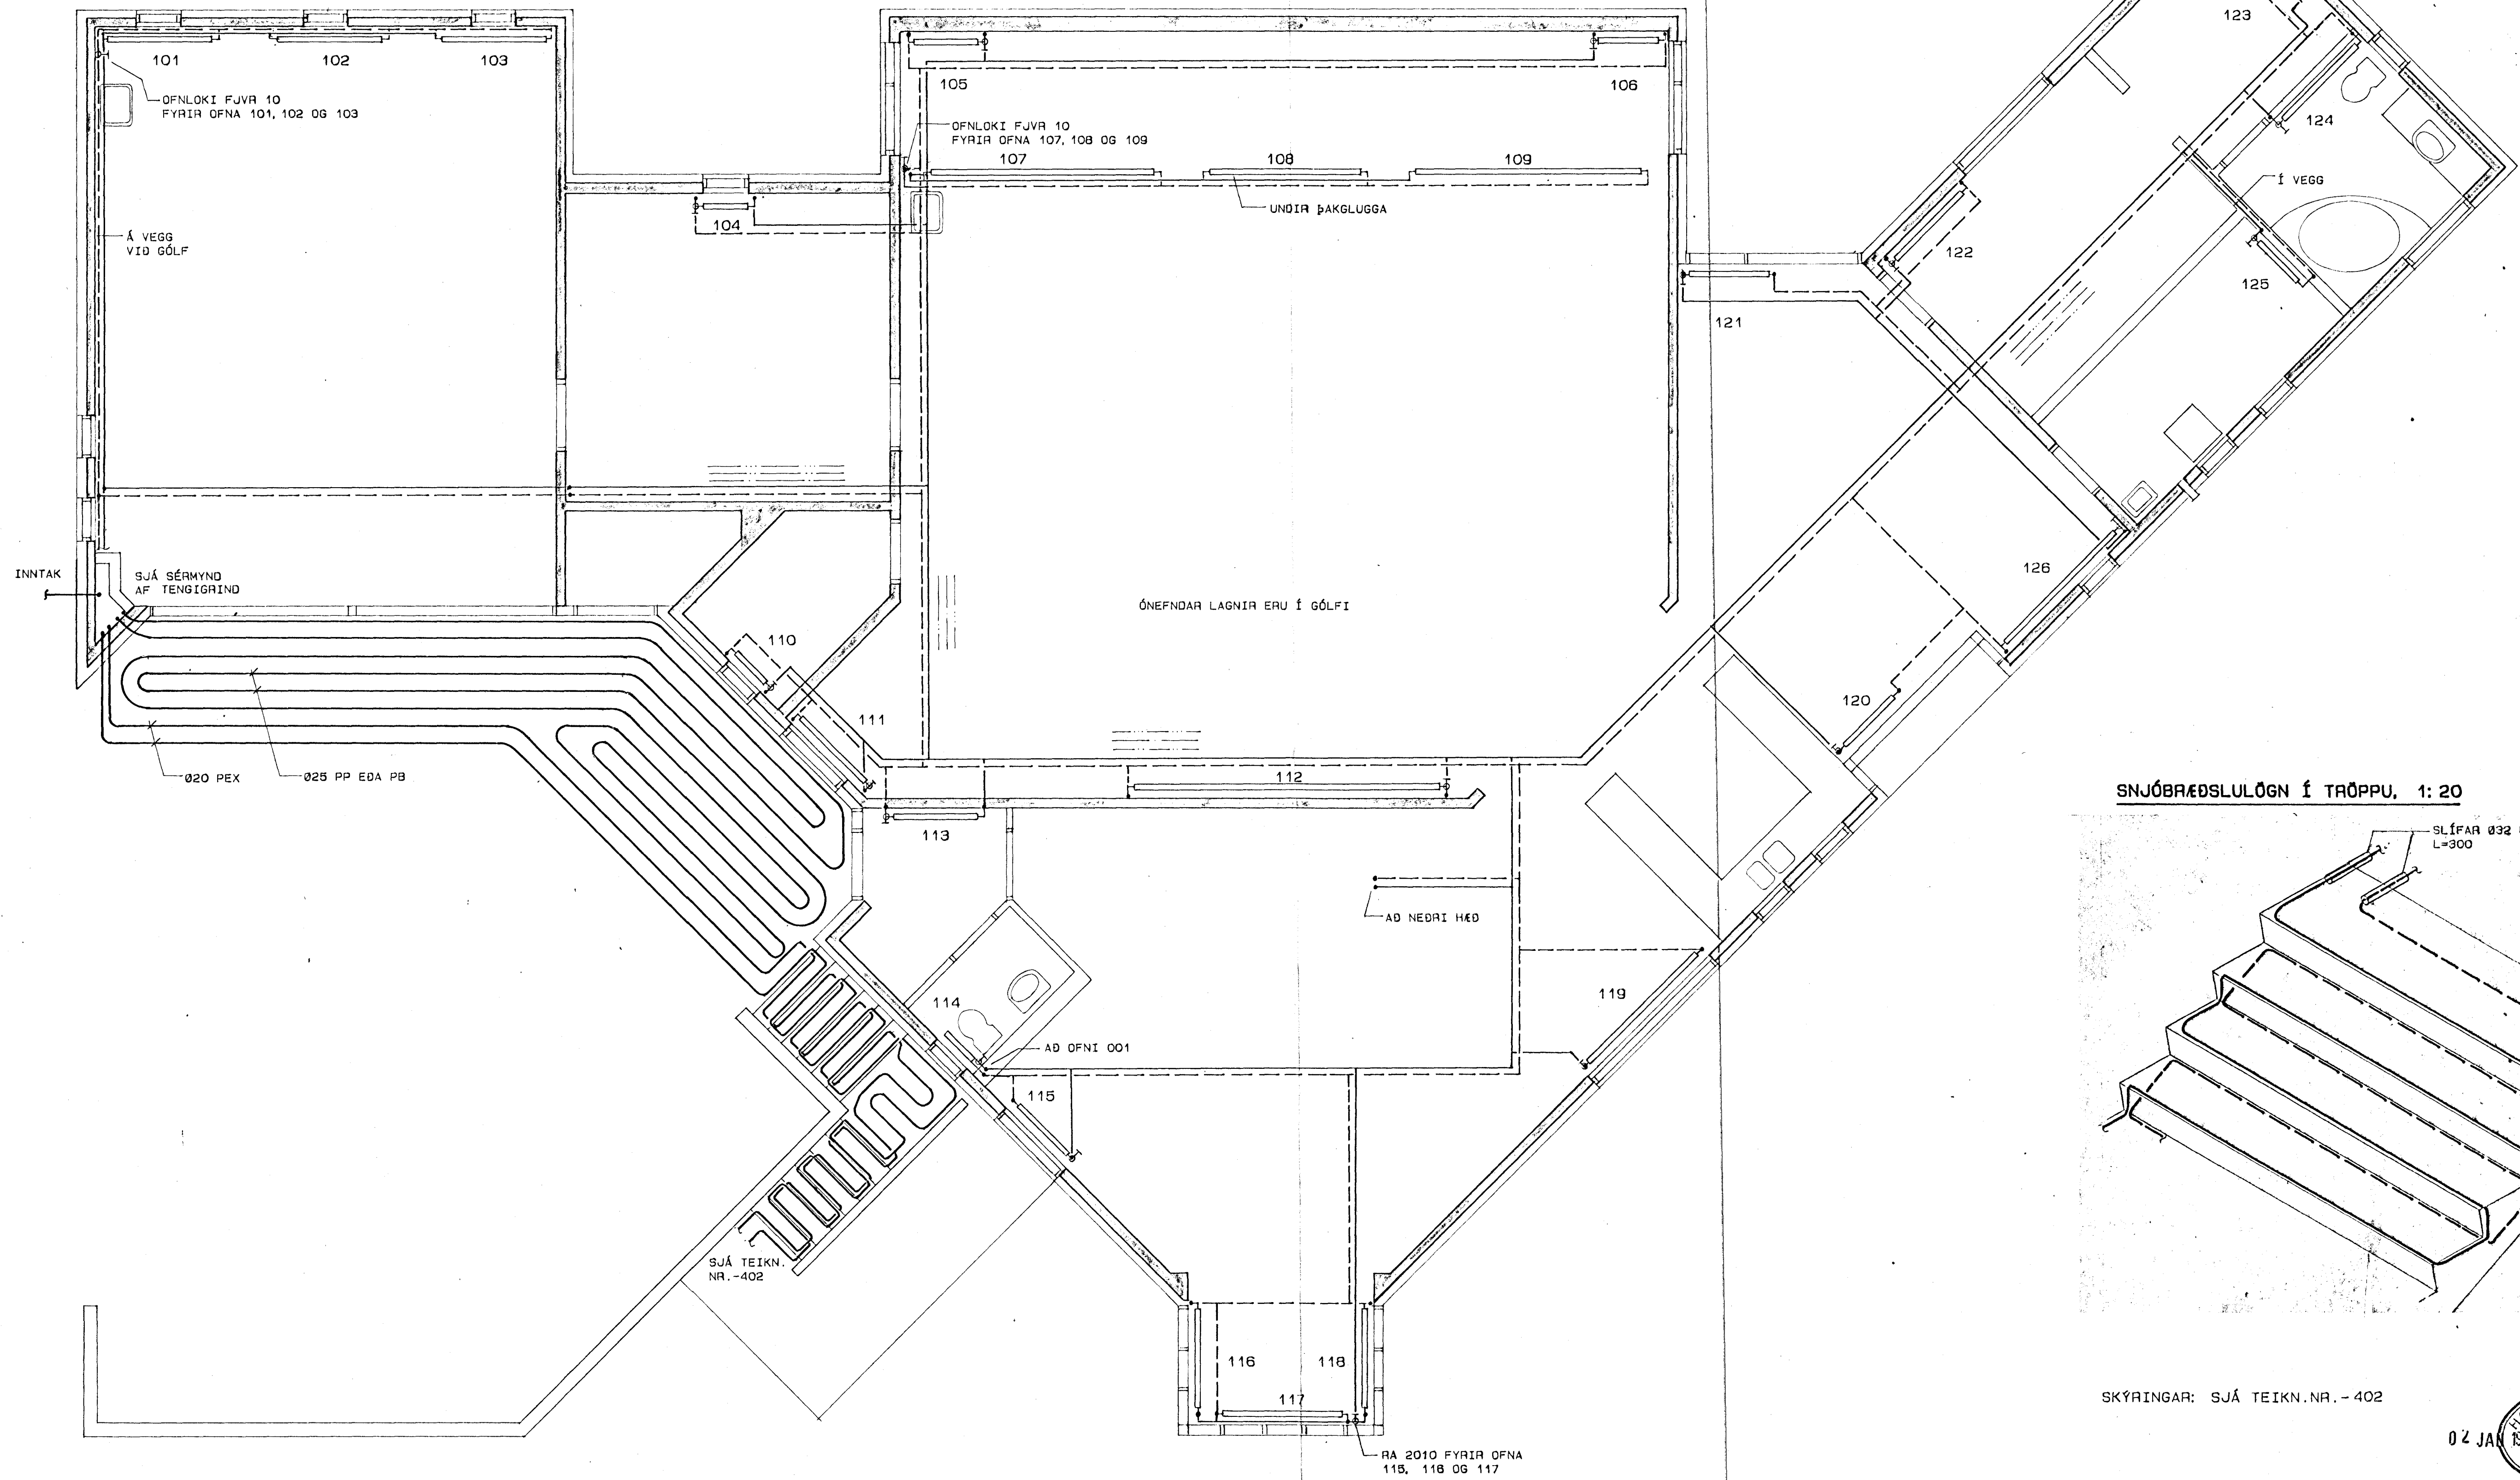 101
102
103
OFNLOKI FJVR 10
FYRIR OFNA 101, 102 OG 103
105
106
OFNLOKI FJVR 10
FYRIR OFNA 107, 108 OG 109
107
108
109
UNDIR ÞAKGLUGGA
104
Á VEGG
VIÐ GÓLF
123
124
Í VEGG
122
125
121
INNTAK
SJÁ SÉRMYND
AF TENGIGRIND
ÓNEFNDAR LAGNIR ERU Í GÓLFI
126
110
120
111
Ø20 PEX
Ø25 PP EÐA PB
112
113
SNJÓBRÆÐSLULÖGN Í TRÖPPU, 1:20
SLÍFAR Ø32
L=300
AÐ NEÐRI HÆÐ
114
119
AÐ OFNI 001
115
SJÁ TEIKN.
NR.-402
116
118
117
RA 2010 FYRIR OFNA
115, 116 OG 117
SKÝRINGAR: SJÁ TEIKN.NR.-402
02 JAN